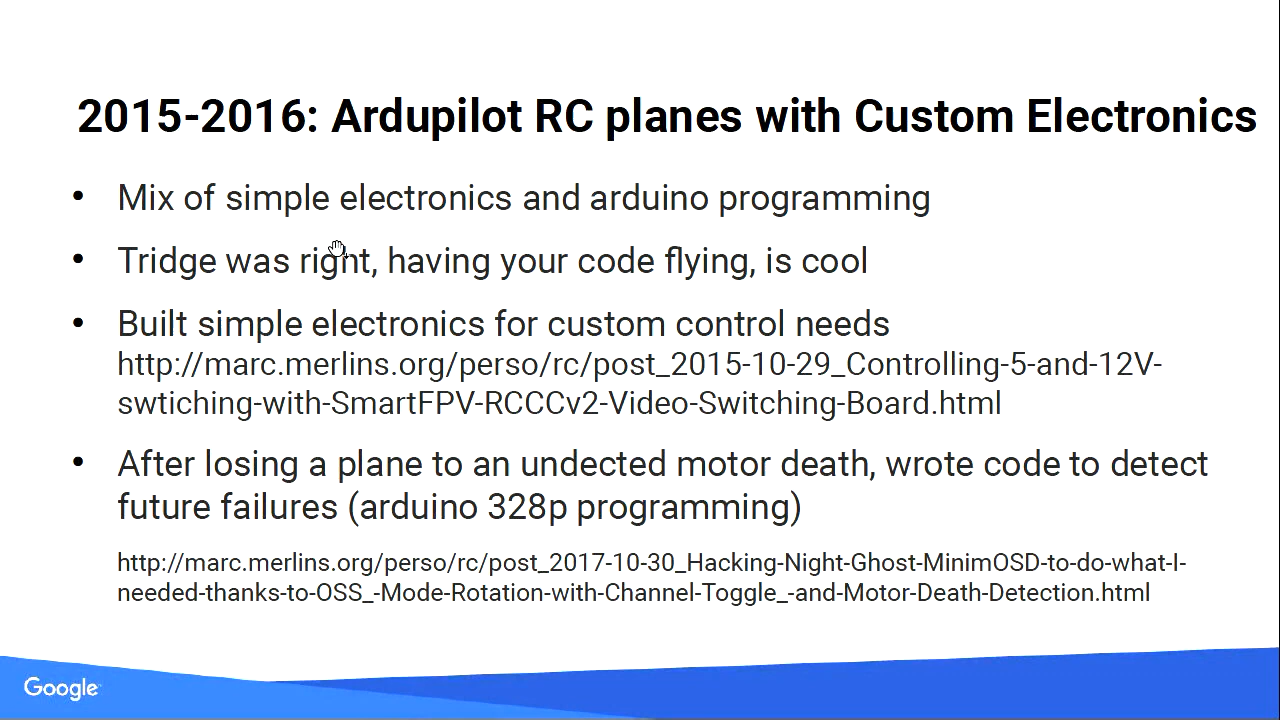 2015-2016: Ardupilot RC planes with Custom Electronics
• Mix of simple electronics and arduino programming
• Tridge was right, having your code flying, is cool
• Built simple electronics for custom control needs
http://marc.merlins.org/perso/rc/post_2015-10-29_Controlling-5-and-12V-
swtiching-with-SmartFPV-RCCCv2-Video-Switching-Board.html
• After losing a plane to an undected motor death, wrote code to detect
future failures (arduino 328p programming)
http://marc.merlins.org/perso/rc/post_2017-10-30_Hacking-Night-Ghost-MinimOSD-to-do-what-I-
needed-thanks-to-OSS_-Mode-Rotation-with-Channel-Toggle_-and-Motor-Death-Detection.html
Google